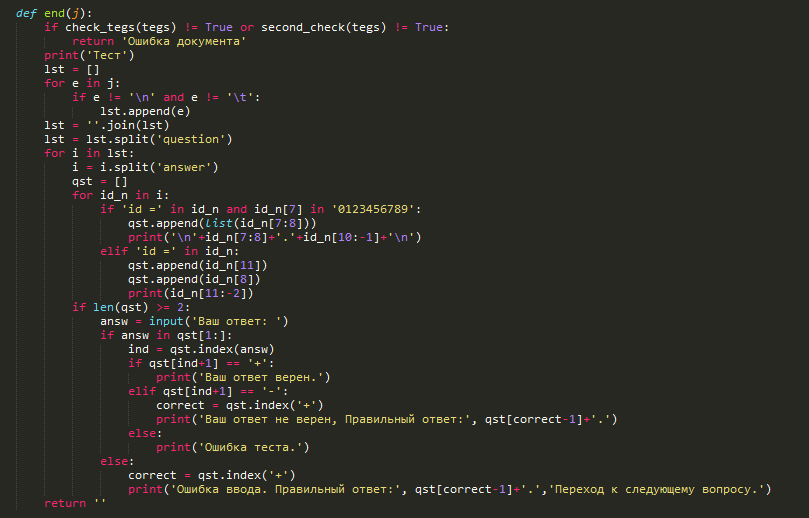 def end(j):
    if check_tegs(tegs) != True or second_check(tegs) != True:
        return 'Ошибка документа'
    print('Тест')
    lst = []
    for e in j:
        if e != '\n' and e != '\t':
            lst.append(e)
    lst = ''.join(lst)
    lst = lst.split('question')
    for i in lst:
        i = i.split('answer')
        qst = []
        for id_n in i:
            if 'id =' in id_n and id_n[7] in '0123456789':
                qst.append(list(id_n[7:8]))
                print('\n'+id_n[7:8]+'.'+id_n[10:-1]+'\n')
            elif 'id =' in id_n:
                qst.append(id_n[11])
                qst.append(id_n[8])
                print(id_n[11:-2])
        if len(qst) >= 2:
            answ = input('Ваш ответ: ')
            if answ in qst[1:]:
                ind = qst.index(answ)
                if qst[ind+1] == '+':
                    print('Ваш ответ верен.')
                elif qst[ind+1] == '-':
                    correct = qst.index('+')
                    print('Ваш ответ не верен, Правильный ответ:', qst[correct-1]+'.')
                else:
                    print('Ошибка теста.')
            else:
                correct = qst.index('+')
                print('Ошибка ввода. Правильный ответ:', qst[correct-1]+'.','Переход к следующему вопросу.')
    return ''